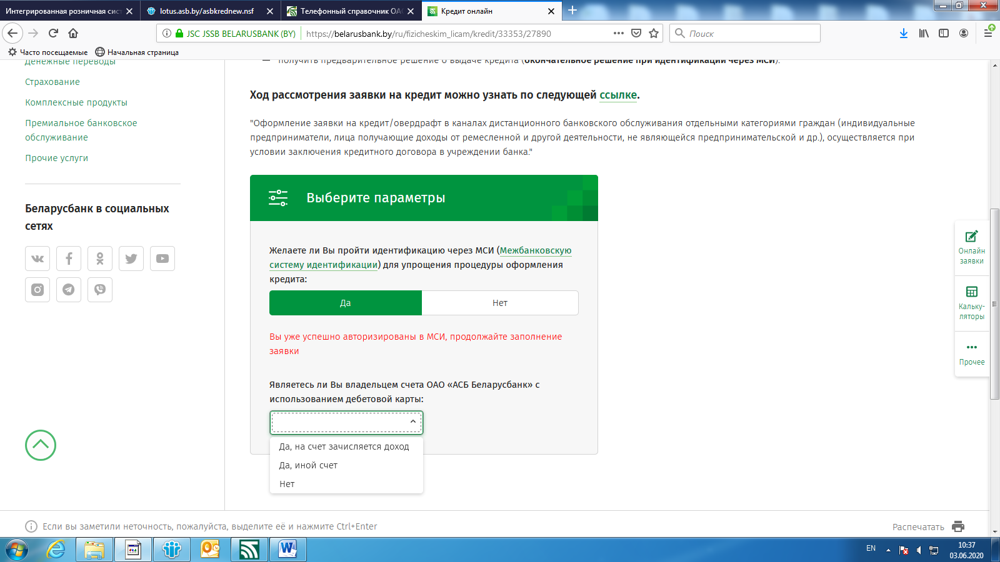 Интегрированная розничная сист
lotus.asb.by/asbkrednew.nsf
Телефонный справочник ОАО
Кредит онлайн
JSC JSSB BELARUSBANK (BY)
https://belarusbank.by/ru/fizicheskim_licam/kredit/33353/27890
Поиск
Часто посещаемые
Начальная страница
Денежные переводы
Страхование
Комплексные продукты
Премиальное банковское
обслуживание
Прочие услуги
Беларусбанк в социальных
сетях
— получить предварительное решение о выдаче кредита (окончательное решение при идентификации через МСИ).
Ход рассмотрения заявки на кредит можно узнать по следующей ссылке.
"Оформление заявки на кредит/овердрафт в каналах дистанционного банковского обслуживания отдельными категориями граждан (индивидуальные
предприниматели, лица получающие доходы от ремесленной и другой деятельности, не являющейся предпринимательской и др.), осуществляется при
условии заключения кредитного договора в учреждении банка."
Выберите параметры
Желаете ли Вы пройти идентификацию через МСИ (Межбанковскую
систему идентификации) для упрощения процедуры оформления
кредита:
Да
Нет
Вы уже успешно авторизированы в МСИ, продолжайте заполнение
заявки
Являетесь ли Вы владельцем счета ОАО «АСБ Беларусбанк» с
использованием дебетовой карты:
Да, на счет зачисляется доход
Да, иной счет
Нет
Онлайн
заявки
Кальку-
ляторы
Прочее
Если вы заметили неточность, пожалуйста, выделите её и нажмите Ctrl+Enter
Распечатать
EN
10:37
03.06.2020